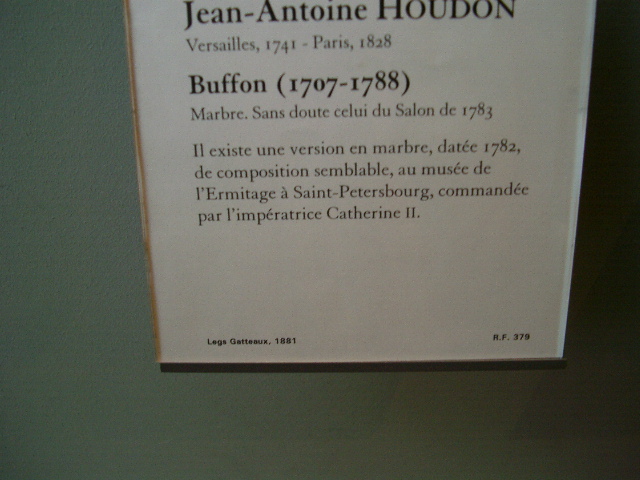 Jean-Antoine HOUDON
Versailles, 1741 - Paris, 1828
Buffon (1707-1788)
Marbre. Sans doute celui du Salon de 1783
Il existe une version en marbre, datée 1782,
de composition semblable, au musée de
l'Ermitage à Saint-Petersbourg, commandée
par l'impératrice Catherine II.
Legs Gatteaux, 1881
R.F. 379